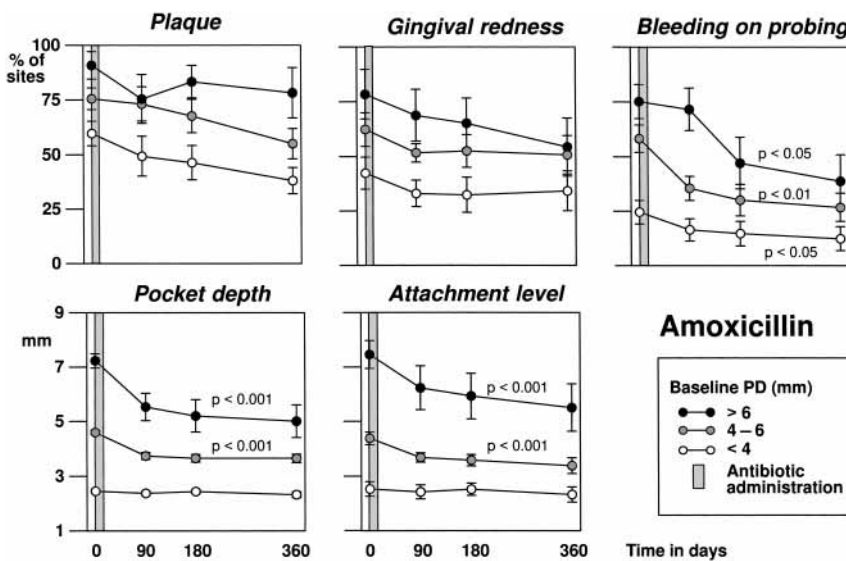 Plaque
Gingival redness
Bleeding on probing
% of sites
100
75
50
25
0
p < 0.05
p < 0.01
p < 0.05
Pocket depth
Attachment level
mm
9
7
5
3
1
p < 0.001
p < 0.001
p < 0.001
p < 0.001
0 90 180 360
0 90 180 360
Time in days
Amoxicillin
Baseline PD (mm)
> 6
4 – 6
< 4
Antibiotic
administration